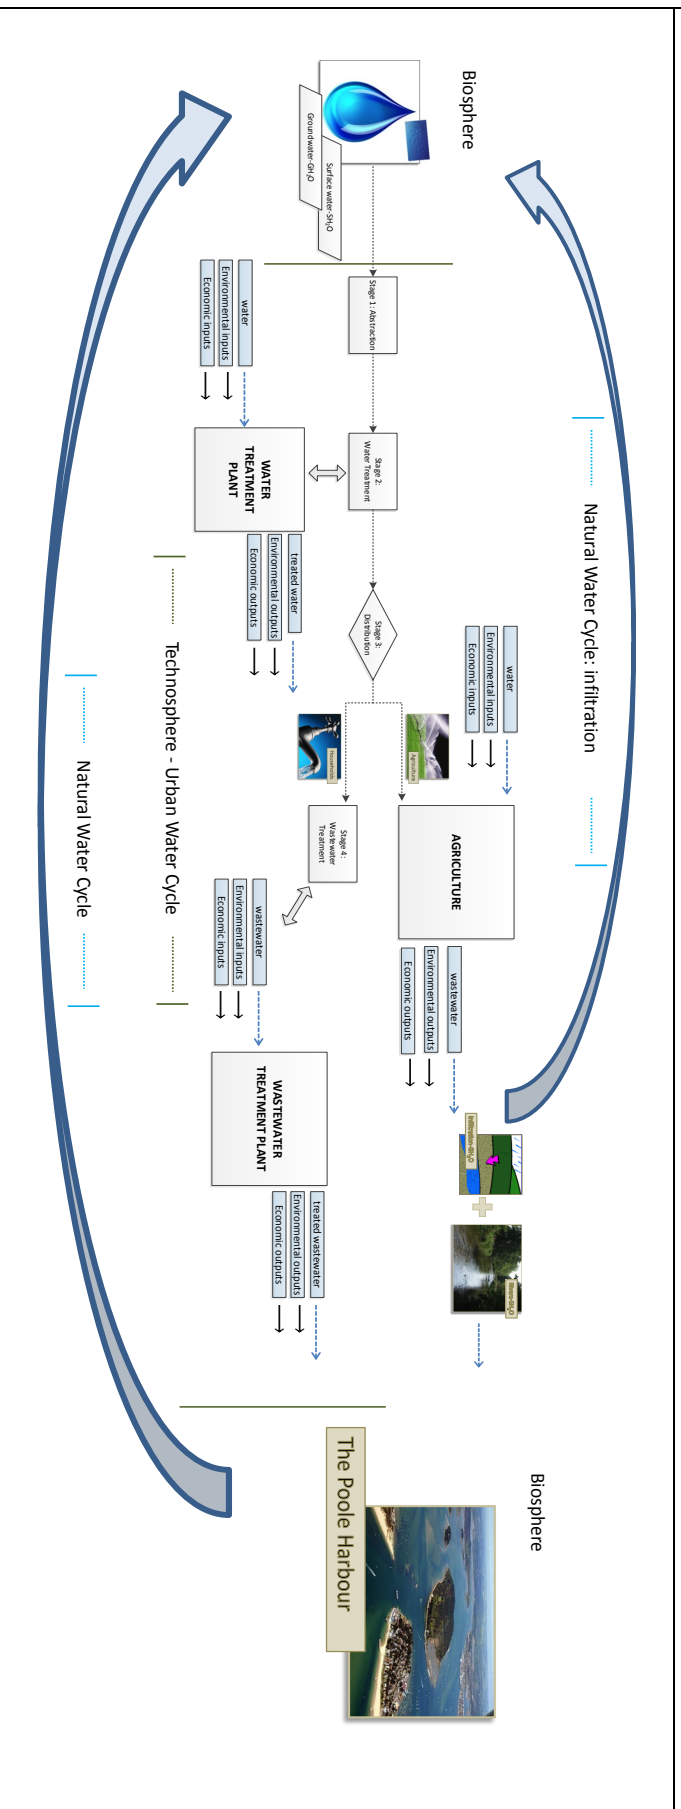 Biosphere
Groundwater-GH₂O
Surface water-SH₂O
Natural Water Cycle: infiltration
Stage 1: Abstraction
Stage 2:
Water Treatment
Stage 3:
Distribution
Agriculture
Households
Stage 4:
Wastewater
Treatment
water
Environmental inputs
Economic inputs
WATER
TREATMENT
PLANT
treated water
Environmental outputs
Economic outputs
water
Environmental inputs
Economic inputs
AGRICULTURE
wastewater
Environmental outputs
Economic outputs
Infiltration-GH₂O
Rivers-SH₂O
wastewater
Environmental inputs
Economic inputs
WASTEWATER
TREATMENT PLANT
treated wastewater
Environmental outputs
Economic outputs
Technosphere - Urban Water Cycle
Natural Water Cycle
Biosphere
The Poole Harbour